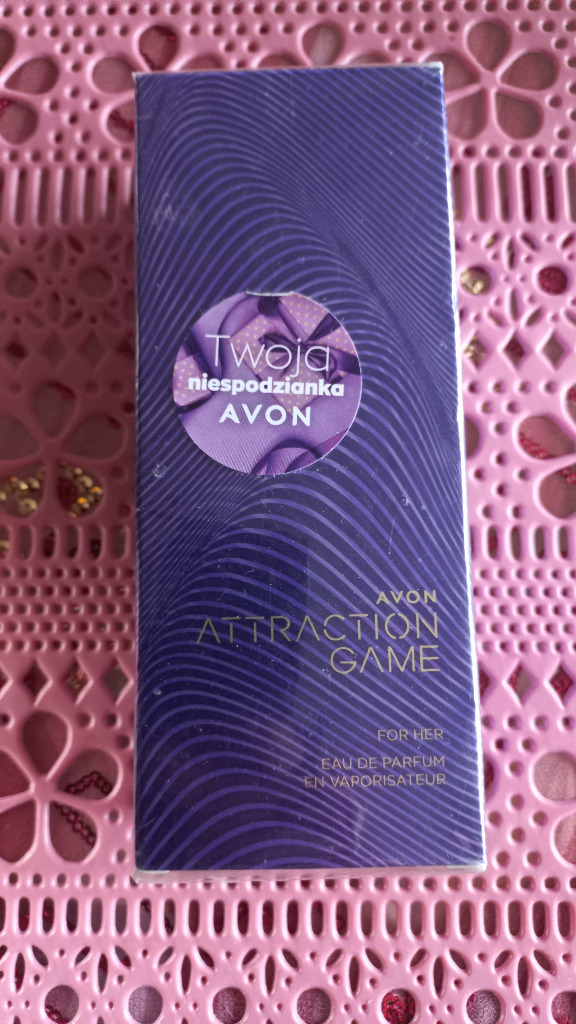 Twoja
niespodzianka
AVON
AVON
ATTRACTION
GAME
FOR HER
EAU DE PARFUM
EN VAPORISATEUR